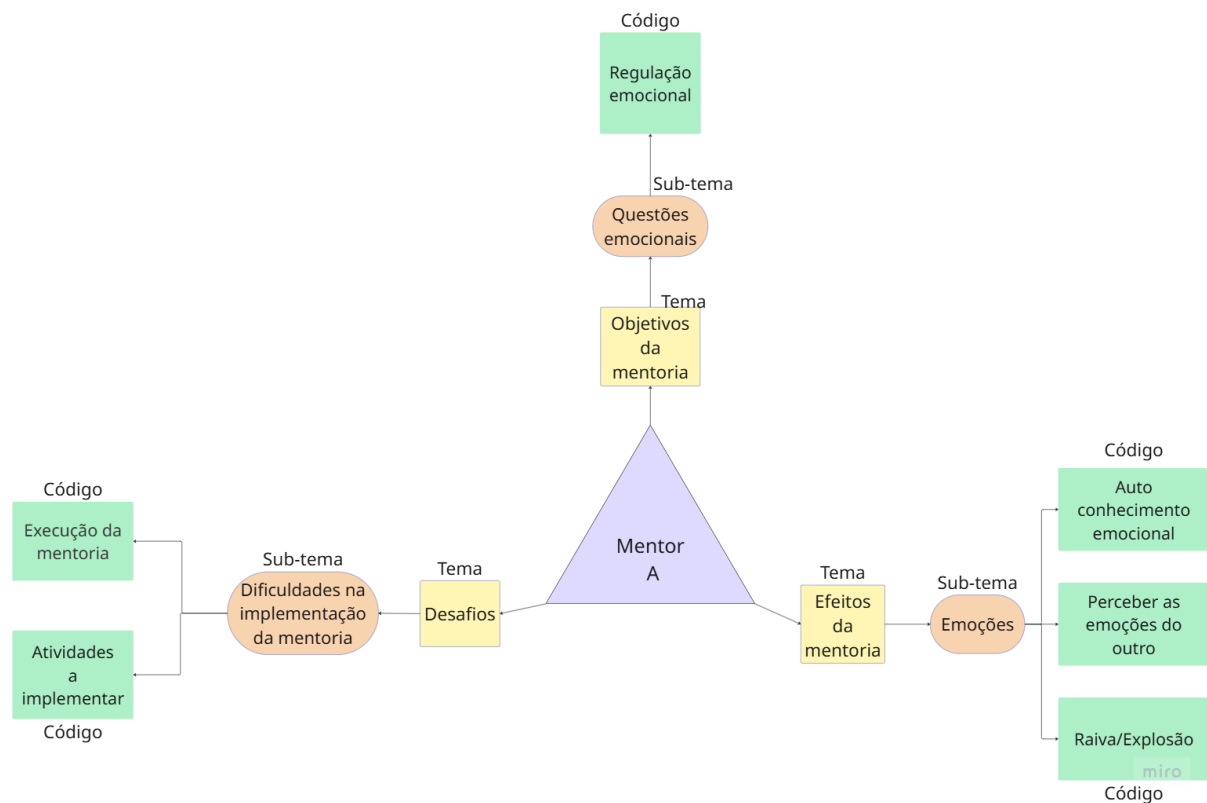 Código
Regulação
emocional
Sub-tema
Questões
emocionais
Tema
Objetivos
da
mentoria
Mentor
A
Código
Execução da
mentoria
Sub-tema
Dificuldades na
implementação
da mentoria
Tema
Desafios
Atividades
a
implementar
Código
Tema
Efeitos
da
mentoria
Sub-tema
Emoções
Código
Auto
conhecimento
emocional
Perceber as
emoções do
outro
Raiva/Explosão
miro
Código